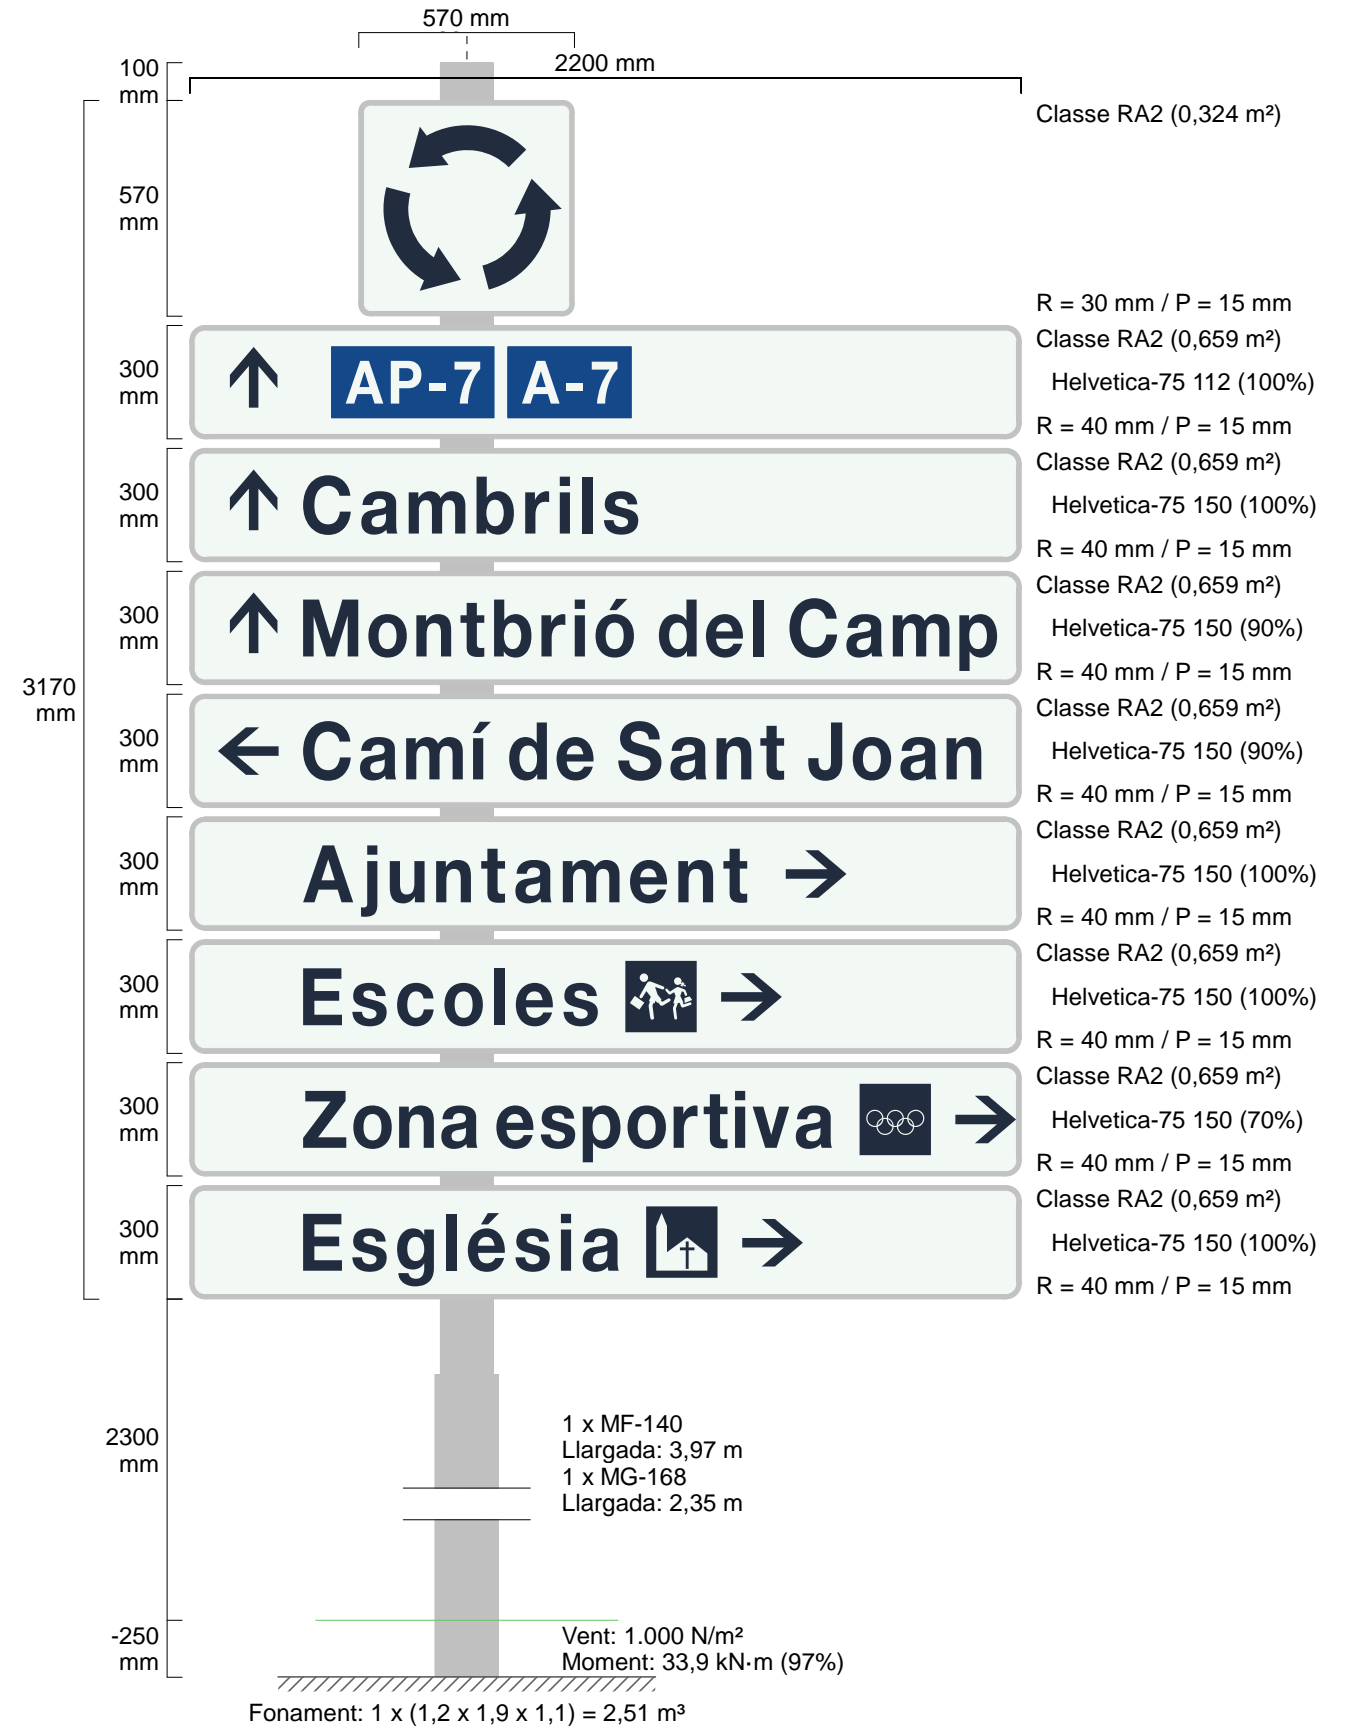 570 mm
2200 mm
100
mm
Classe RA2 (0,324 m²)
570
mm
R = 30 mm / P = 15 mm
300
mm
AP-7 A-7
Classe RA2 (0,659 m²)
Helvetica-75 112 (100%)
R = 40 mm / P = 15 mm
300
mm
Cambrils
Classe RA2 (0,659 m²)
Helvetica-75 150 (100%)
R = 40 mm / P = 15 mm
300
mm
Montbrió del Camp
Classe RA2 (0,659 m²)
Helvetica-75 150 (90%)
R = 40 mm / P = 15 mm
3170
mm
300
mm
Camí de Sant Joan
Classe RA2 (0,659 m²)
Helvetica-75 150 (90%)
R = 40 mm / P = 15 mm
300
mm
Ajuntament
Classe RA2 (0,659 m²)
Helvetica-75 150 (100%)
R = 40 mm / P = 15 mm
300
mm
Escoles
Classe RA2 (0,659 m²)
Helvetica-75 150 (100%)
R = 40 mm / P = 15 mm
300
mm
Zona esportiva
Classe RA2 (0,659 m²)
Helvetica-75 150 (70%)
R = 40 mm / P = 15 mm
300
mm
Església
Classe RA2 (0,659 m²)
Helvetica-75 150 (100%)
R = 40 mm / P = 15 mm
2300
mm
1 x MF-140
Llargada: 3,97 m
1 x MG-168
Llargada: 2,35 m
-250
mm
Vent: 1.000 N/m²
Moment: 33,9 kN·m (97%)
Fonament: 1 x (1,2 x 1,9 x 1,1) = 2,51 m³